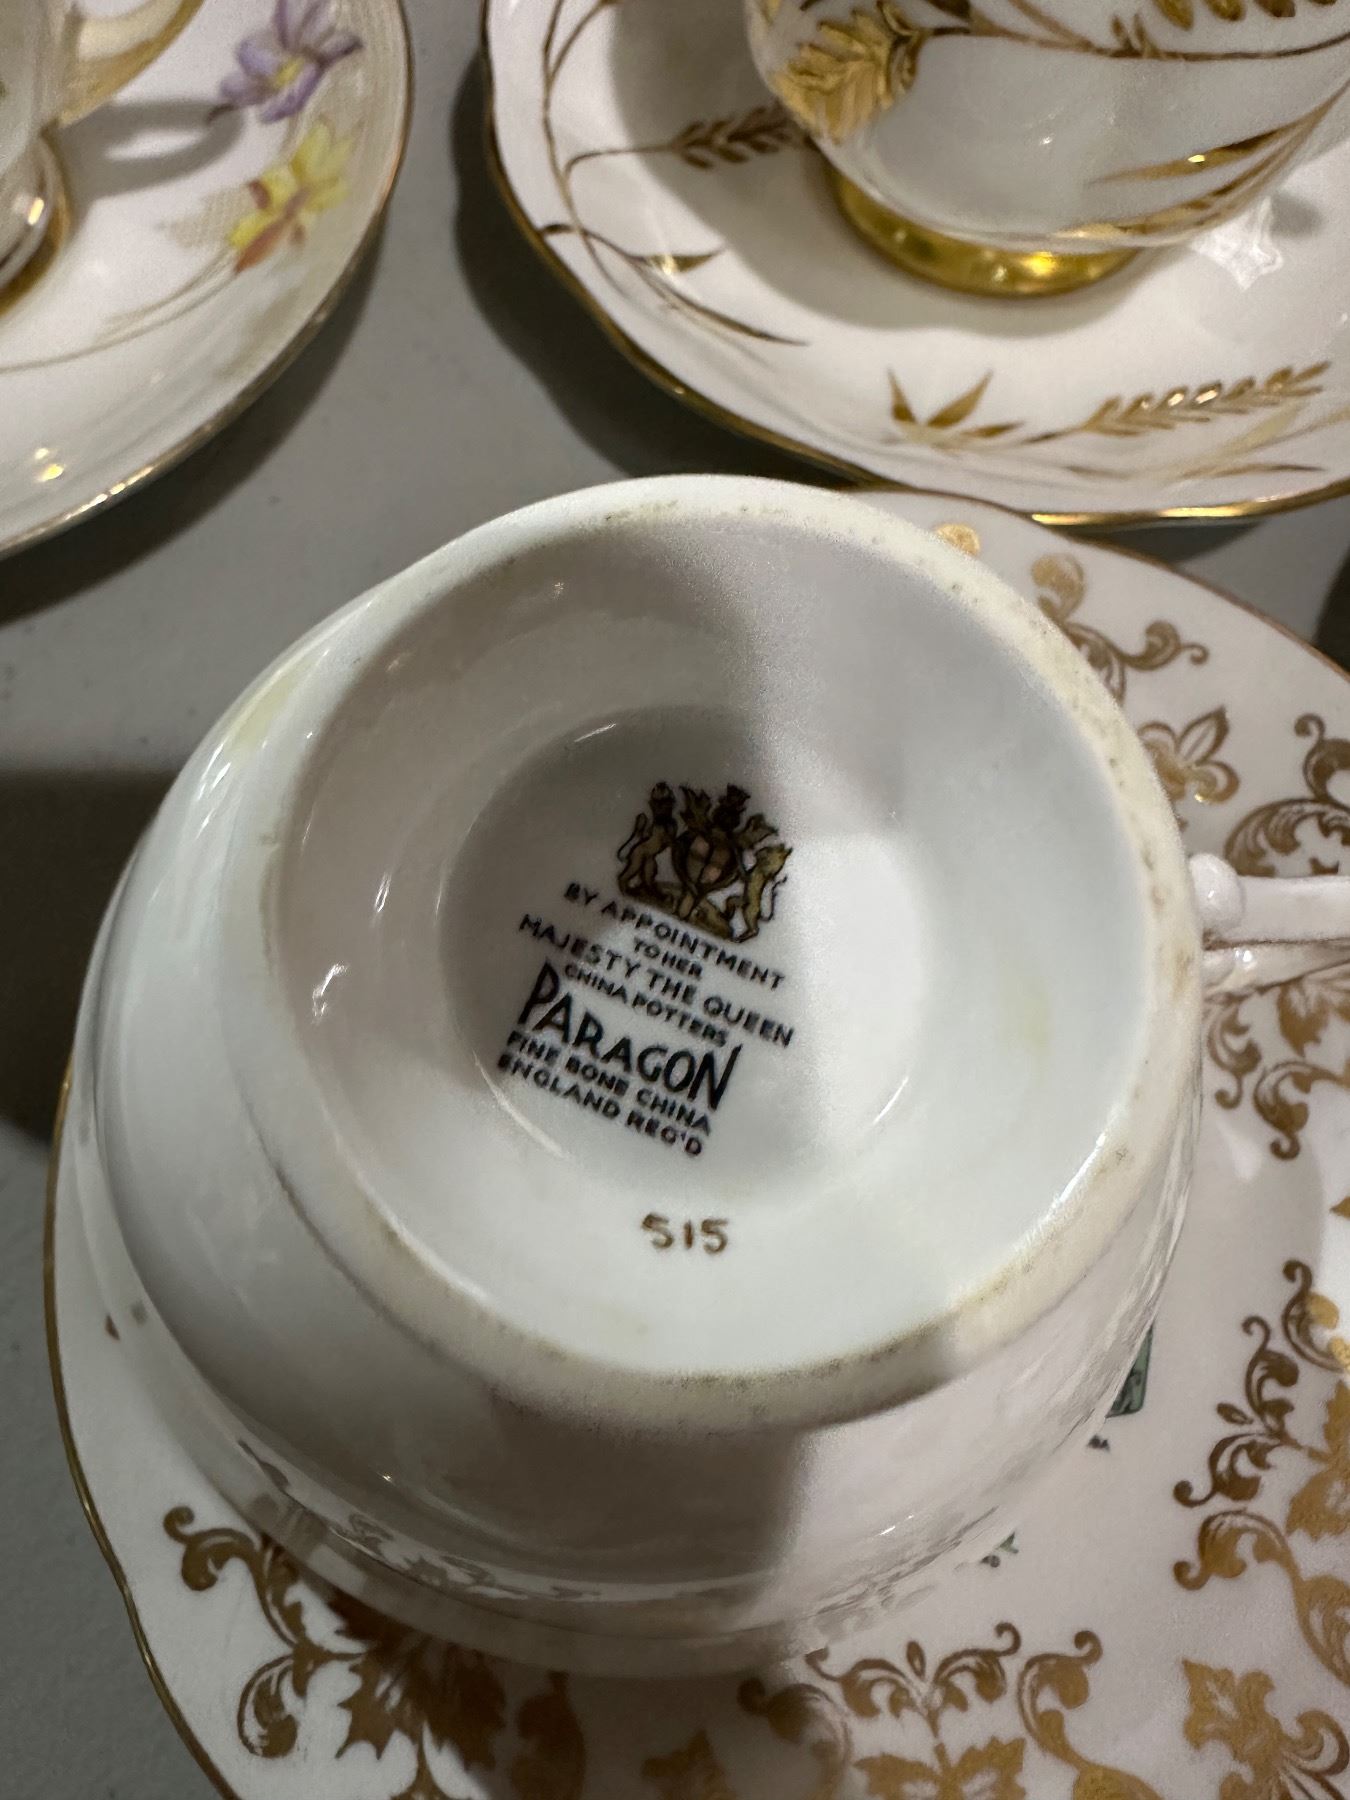 BY APPOINTMENT
TO HER
MAJESTY THE QUEEN
CHINA POTTERS
PARAGON
FINE BONE CHINA
ENGLAND REG'D
515